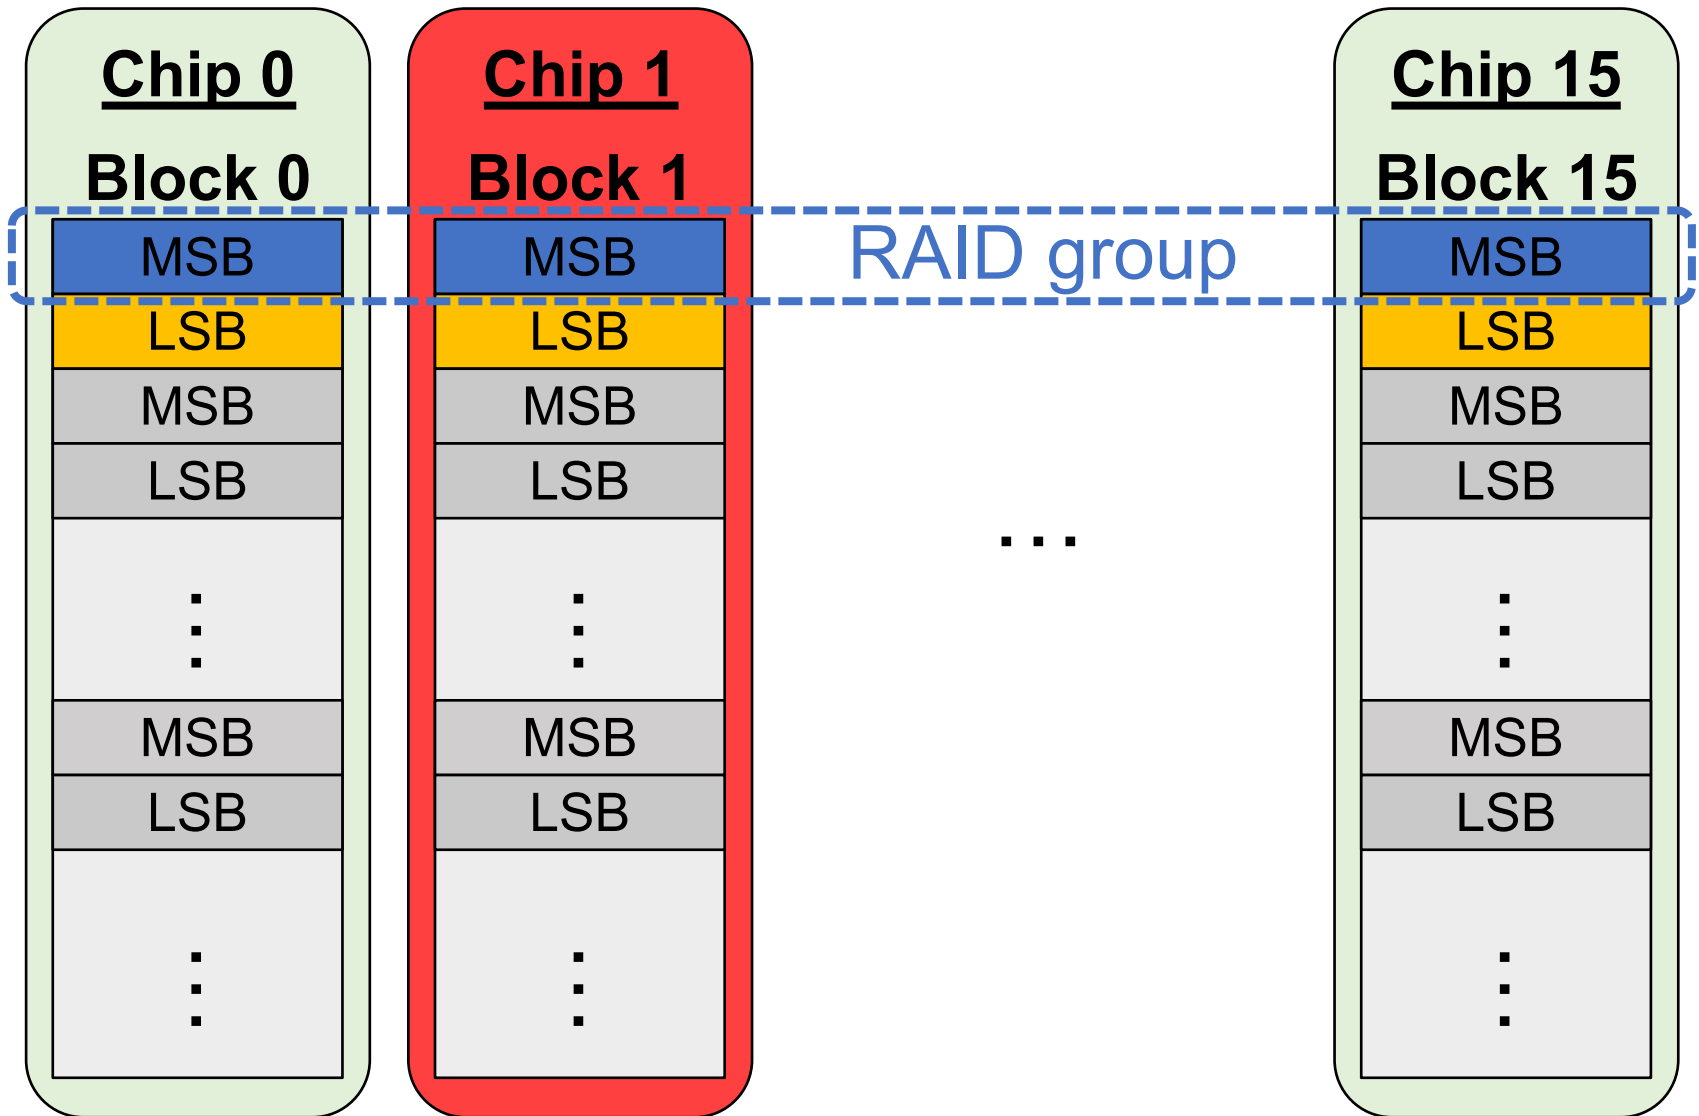 Chip 0 Chip 1 Chip 15
Block 0 Block 1 Block 15
MSB MSB RAID group MSB
LSB LSB LSB
MSB MSB MSB
LSB LSB ... LSB
MSB MSB MSB
LSB LSB LSB